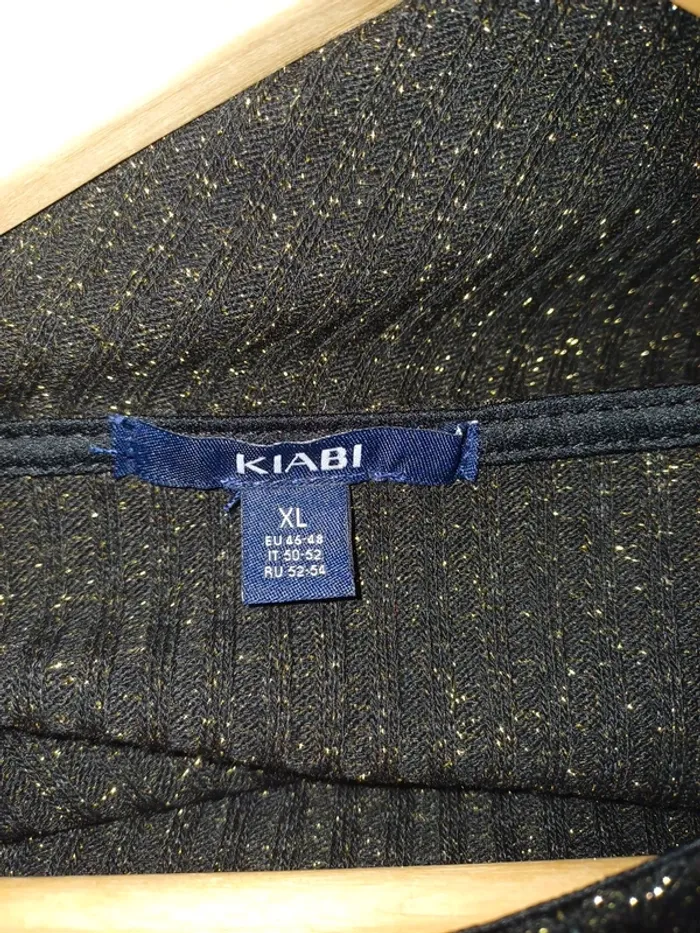 KIABI
XL
EU 46-48
IT 50-52
RU 52-54